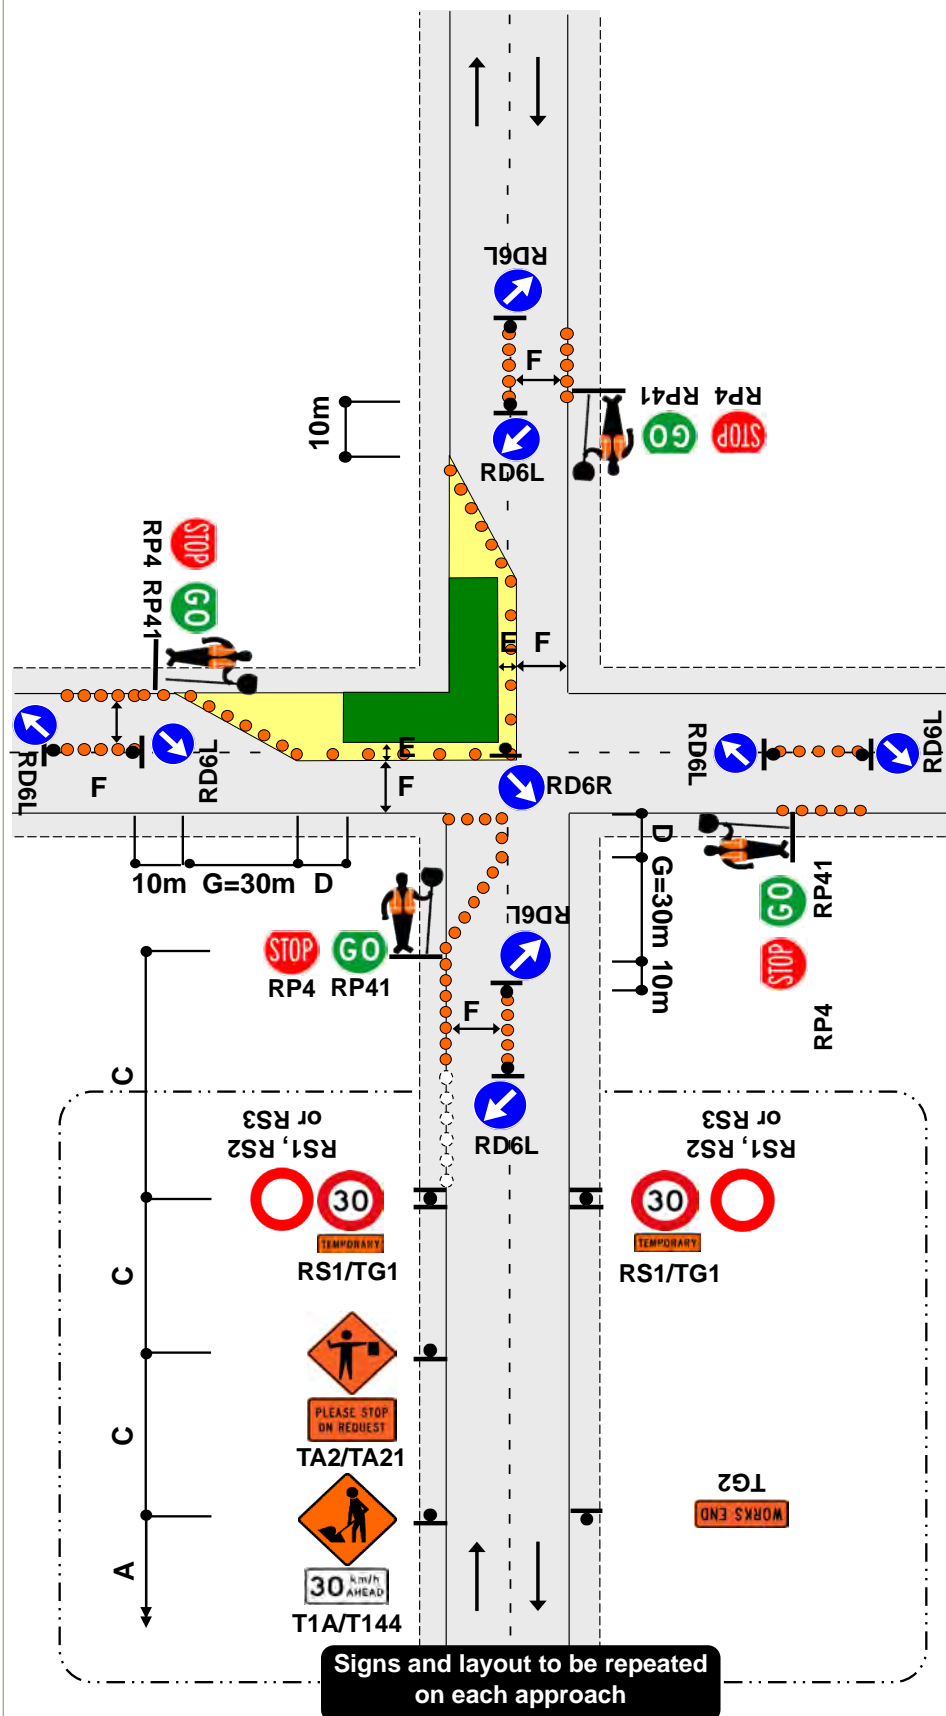 RD6L
F
10m
RP41 RP4
GO STOP
RD6L
STOP
RP4 RP41
GO
E F
RD6L
F
RD6L
E
F
RD6R
RD6L
RD6L
10m G=30m D
D G=30m 10m
RP41
GO
STOP
RP4
RD6L
STOP GO
RP4 RP41
F
C
RD6L
RS1, RS2
or RS3
30
TEMPORARY
RS1/TG1
RS1, RS2
or RS3
30
TEMPORARY
RS1/TG1
C
PLEASE STOP
ON REQUEST
TA2/TA21
C
TG2
WORKS END
A
30 km/h
AHEAD
T1A/T144
Signs and layout to be repeated
on each approach